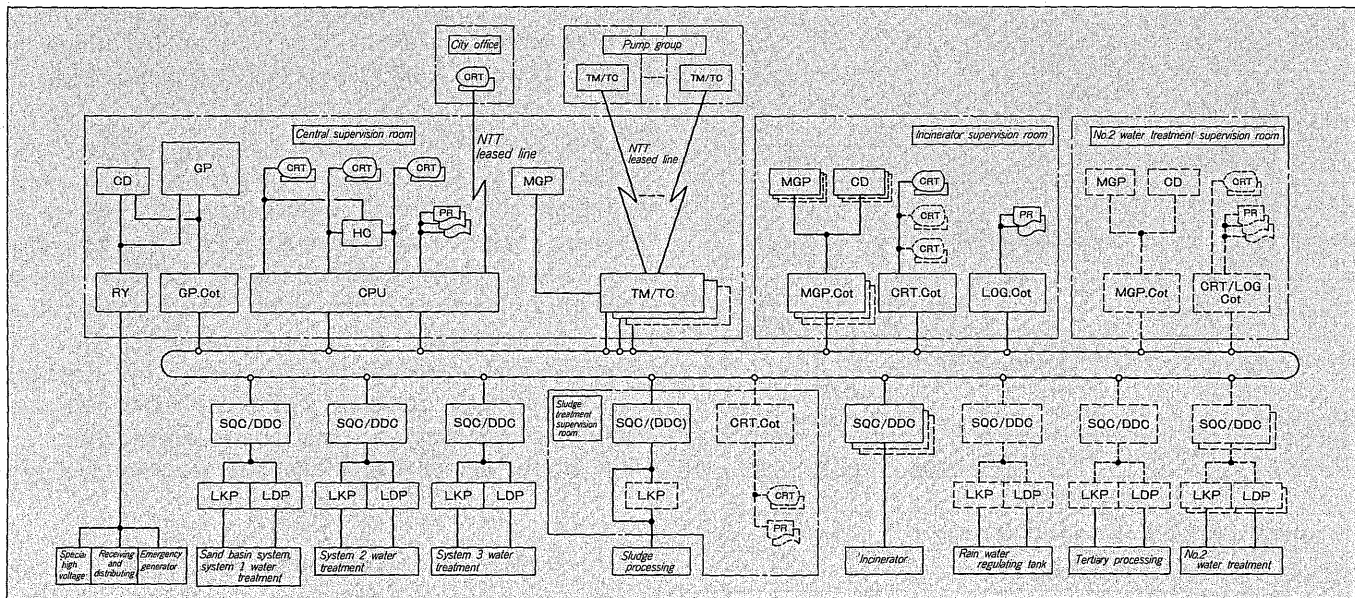 City office
CRT
Pump group
TM/TC
TM/TC
Central supervision room
NTT
leased line
NTT
leased line
CD
GP
CRT
CRT
CRT
HC
PR
MGP
RY
GP.Cot
CPU
TM/TC
Incinerator supervision room
MGP
CD
CRT
CRT
CRT
PR
MGP.Cot
CRT.Cot
LOG.Cot
No.2 water treatment supervision room
MGP
CD
CRT
PR
MGP.Cot
CRT/LOG
Cot
SQC/DDC
SQC/DDC
SQC/DDC
Sludge
treatment
supervision
room
SQC/(DDC)
CRT.Cot
SQC/DDC
SQC/DDC
SQC/DDC
SQC/DDC
LKP
LDP
LKP
LDP
LKP
LDP
LKP
CRT
PR
LKP
LDP
LKP
LDP
LKP
LDP
Special
high
voltage
Receiving
and
distributing
Emergency
generator
Sand basin system,
system 1 water
treatment
System 2 water
treatment
System 3 water
treatment
Sludge
processing
Incinerator
Rain water
regulating tank
Tertiary processing
No.2
water treatment